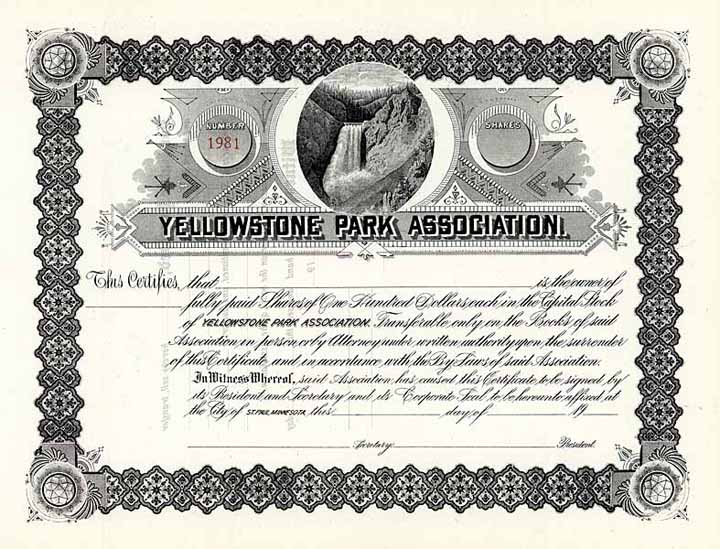 NUMBER
1981
SHARES
YELLOWSTONE PARK ASSOCIATION.
This Certifies, that is the owner of
fully paid Shares of One Hundred Dollars each, in the Capital Stock
of YELLOWSTONE PARK ASSOCIATION. Transferable only on the Books of said
Association in person or by Attorney under written authority upon the surrender
of this Certificate and in accordance with the By-Laws of said Association.
In Witness Whereof, said Association has caused this Certificate to be signed by
its President and Secretary and its Corporate Seal to be hereunto affixed, at
the City of ST. PAUL, MINNESOTA, this day of 19
Secretary. President.